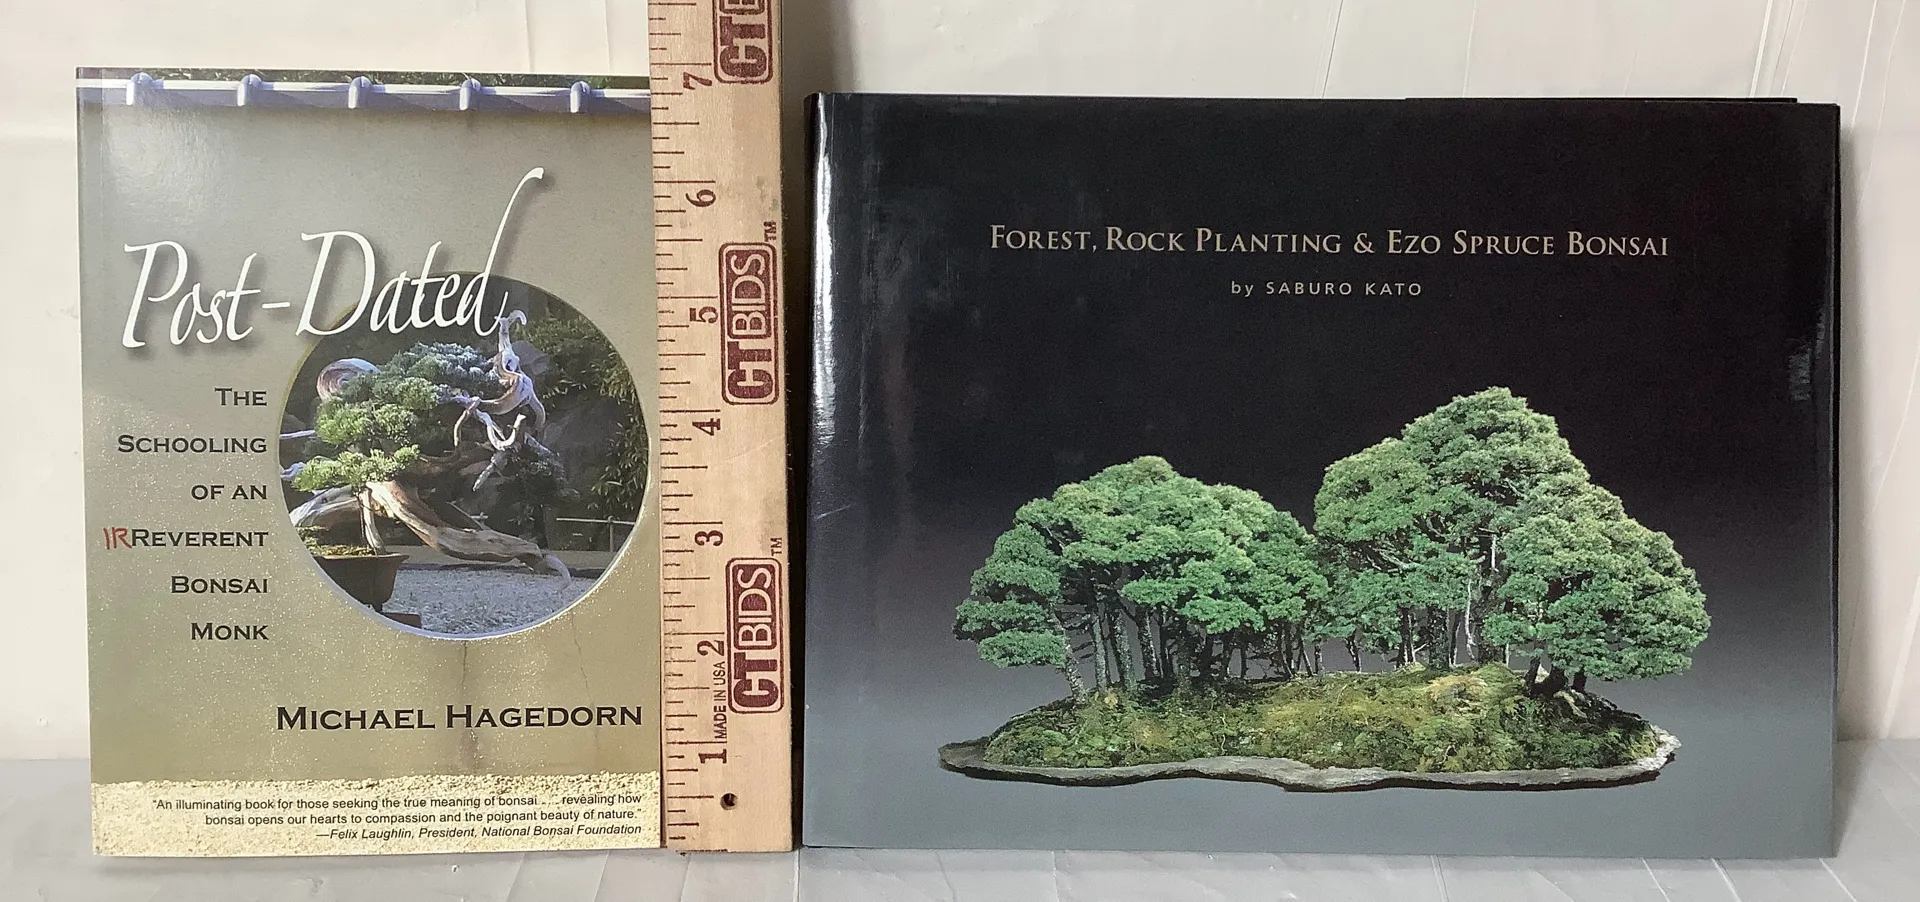 Post-Dated
THE
SCHOOLING
OF AN
IRREVERENT
BONSAI
MONK
MICHAEL HAGEDORN
"An illuminating book for those seeking the true meaning of bonsai . . . revealing how
bonsai opens our hearts to compassion and the poignant beauty of nature."
—Felix Laughlin, President, National Bonsai Foundation
7
6
5
4
3
2
1
MADE IN USA
CTBIDS™
CTBIDS™
FOREST, ROCK PLANTING & EZO SPRUCE BONSAI
by SABURO KATO